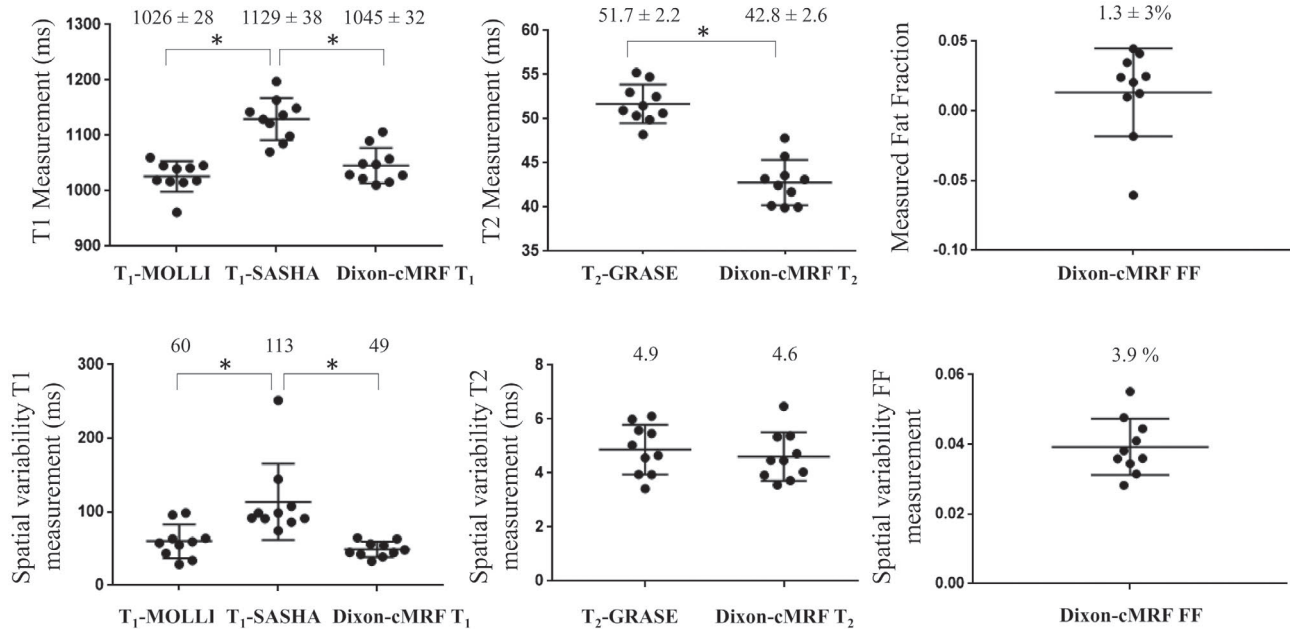 1026 ± 28 1129 ± 38 1045 ± 32
* *
T1 Measurement (ms)
1300
1200
1100
1000
900
T₁-MOLLI T₁-SASHA Dixon-cMRF T₁
51.7 ± 2.2 42.8 ± 2.6
*
T2 Measurement (ms)
60
55
50
45
40
35
T₂-GRASE Dixon-cMRF T₂
1.3 ± 3%
Measured Fat Fraction
0.05
0.00
-0.05
-0.10
Dixon-cMRF FF
60 113 49
* *
Spatial variability T1
measurement (ms)
300
200
100
0
T₁-MOLLI T₁-SASHA Dixon-cMRF T₁
4.9 4.6
Spatial variability T2
measurement (ms)
8
6
4
2
0
T₂-GRASE Dixon-cMRF T₂
3.9 %
Spatial variability FF
measurement
0.06
0.04
0.02
0.00
Dixon-cMRF FF